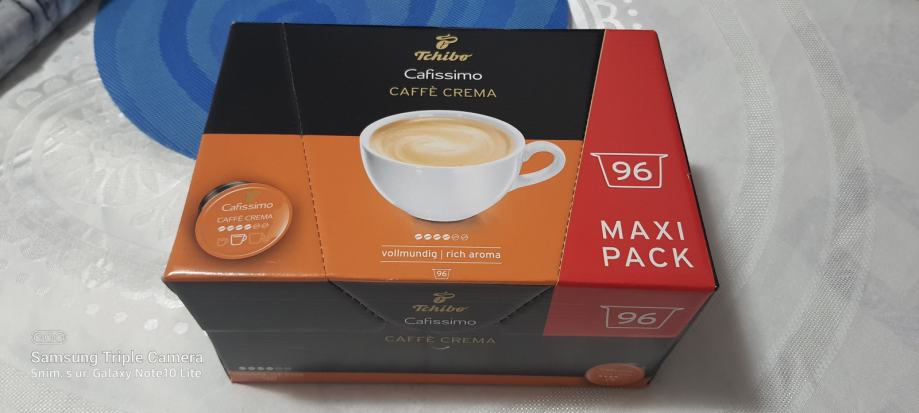 Tchibo
Cafissimo
CAFFÈ CREMA
96
MAXI
PACK
Cafissimo
CAFFÈ CREMA
vollmundig | rich aroma
96
Tchibo
Cafissimo
CAFFÈ CREMA
96
Samsung Triple Camera
Snim. s ur. Galaxy Note10 Lite